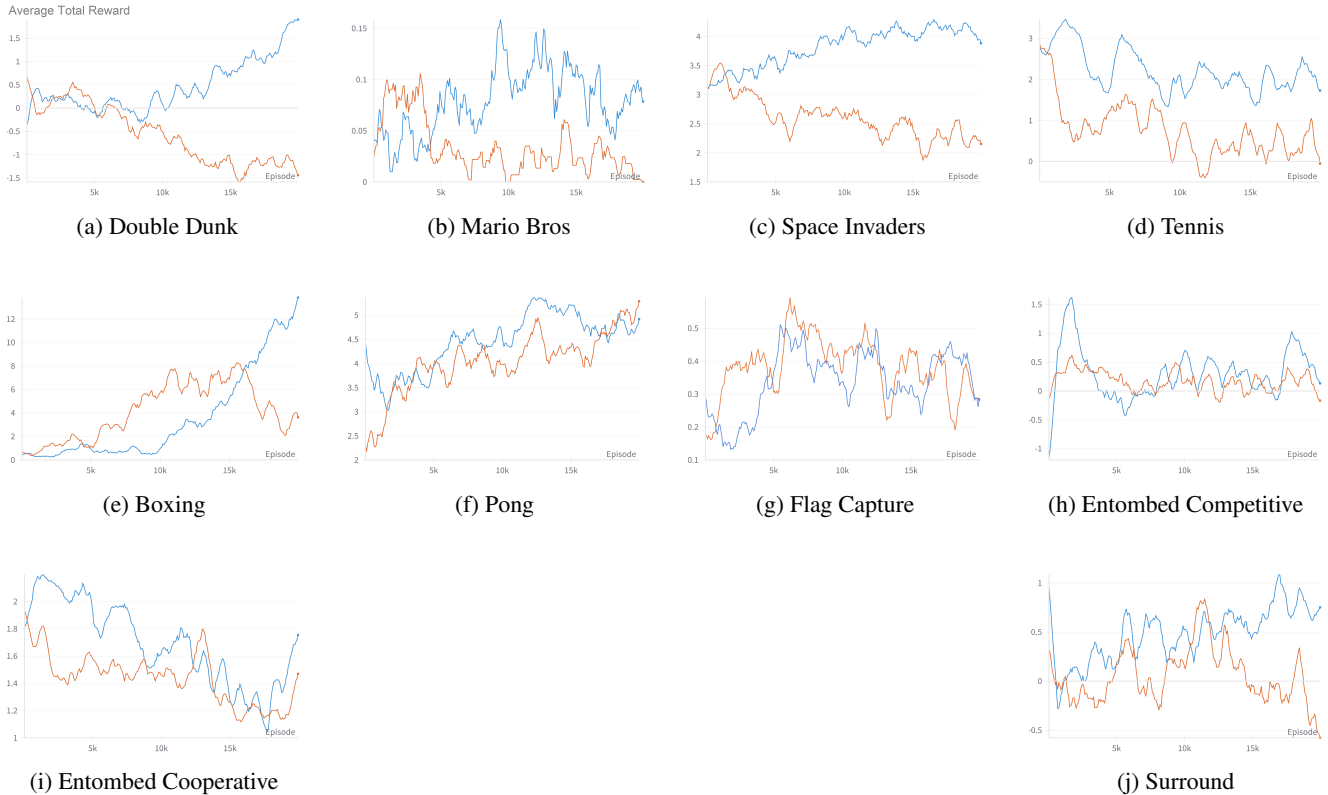 Average Total Reward
1.5
1
0.5
0
-0.5
-1
-1.5
5k
10k
15k
Episode
(a) Double Dunk
0.15
0.1
0.05
0
5k
10k
15k
Episode
(b) Mario Bros
4
3.5
3
2.5
2
1.5
5k
10k
15k
Episode
(c) Space Invaders
3
2
1
0
5k
10k
15k
Episode
(d) Tennis
12
10
8
6
4
2
0
5k
10k
15k
Episode
(e) Boxing
5
4.5
4
3.5
3
2.5
2
5k
10k
15k
Episode
(f) Pong
0.5
0.4
0.3
0.2
0.1
5k
10k
15k
Episode
(g) Flag Capture
1.5
1
0.5
0
-0.5
-1
5k
10k
15k
Episode
(h) Entombed Competitive
2
1.8
1.6
1.4
1.2
1
5k
10k
15k
Episode
(i) Entombed Cooperative
1
0.5
0
-0.5
5k
10k
15k
Episode
(j) Surround